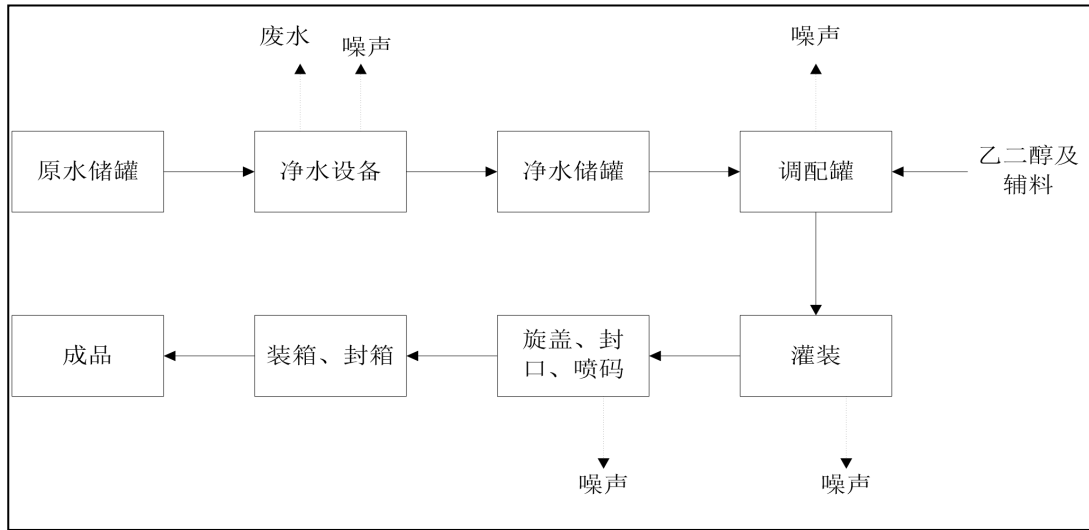 废水
噪声
噪声
原水储罐
净水设备
净水储罐
调配罐
乙二醇及
辅料
成品
装箱、封箱
旋盖、封
口、喷码
灌装
噪声
噪声